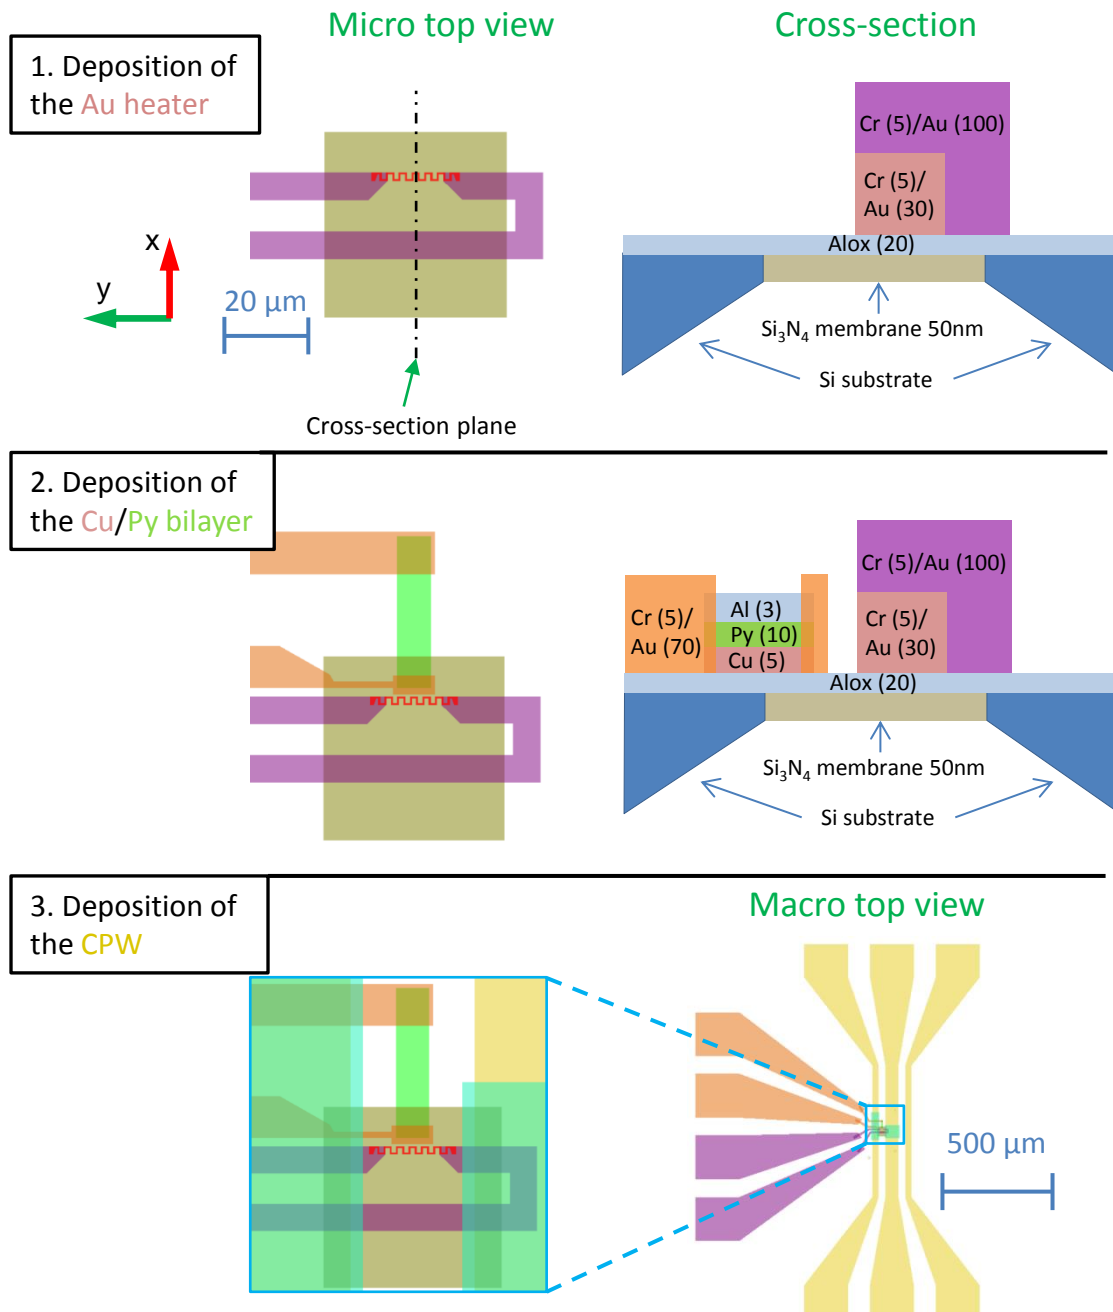 Micro top view
Cross-section
1. Deposition of
the Au heater
Cr (5)/Au (100)
Cr (5)/
Au (30)
Alox (20)
x
y
20 µm
Si₃N₄ membrane 50nm
Si substrate
Cross-section plane
2. Deposition of
the Cu/Py bilayer
Cr (5)/Au (100)
Cr (5)/
Au (70)
Al (3)
Py (10)
Cu (5)
Cr (5)/
Au (30)
Alox (20)
Si₃N₄ membrane 50nm
Si substrate
3. Deposition of
the CPW
Macro top view
500 µm